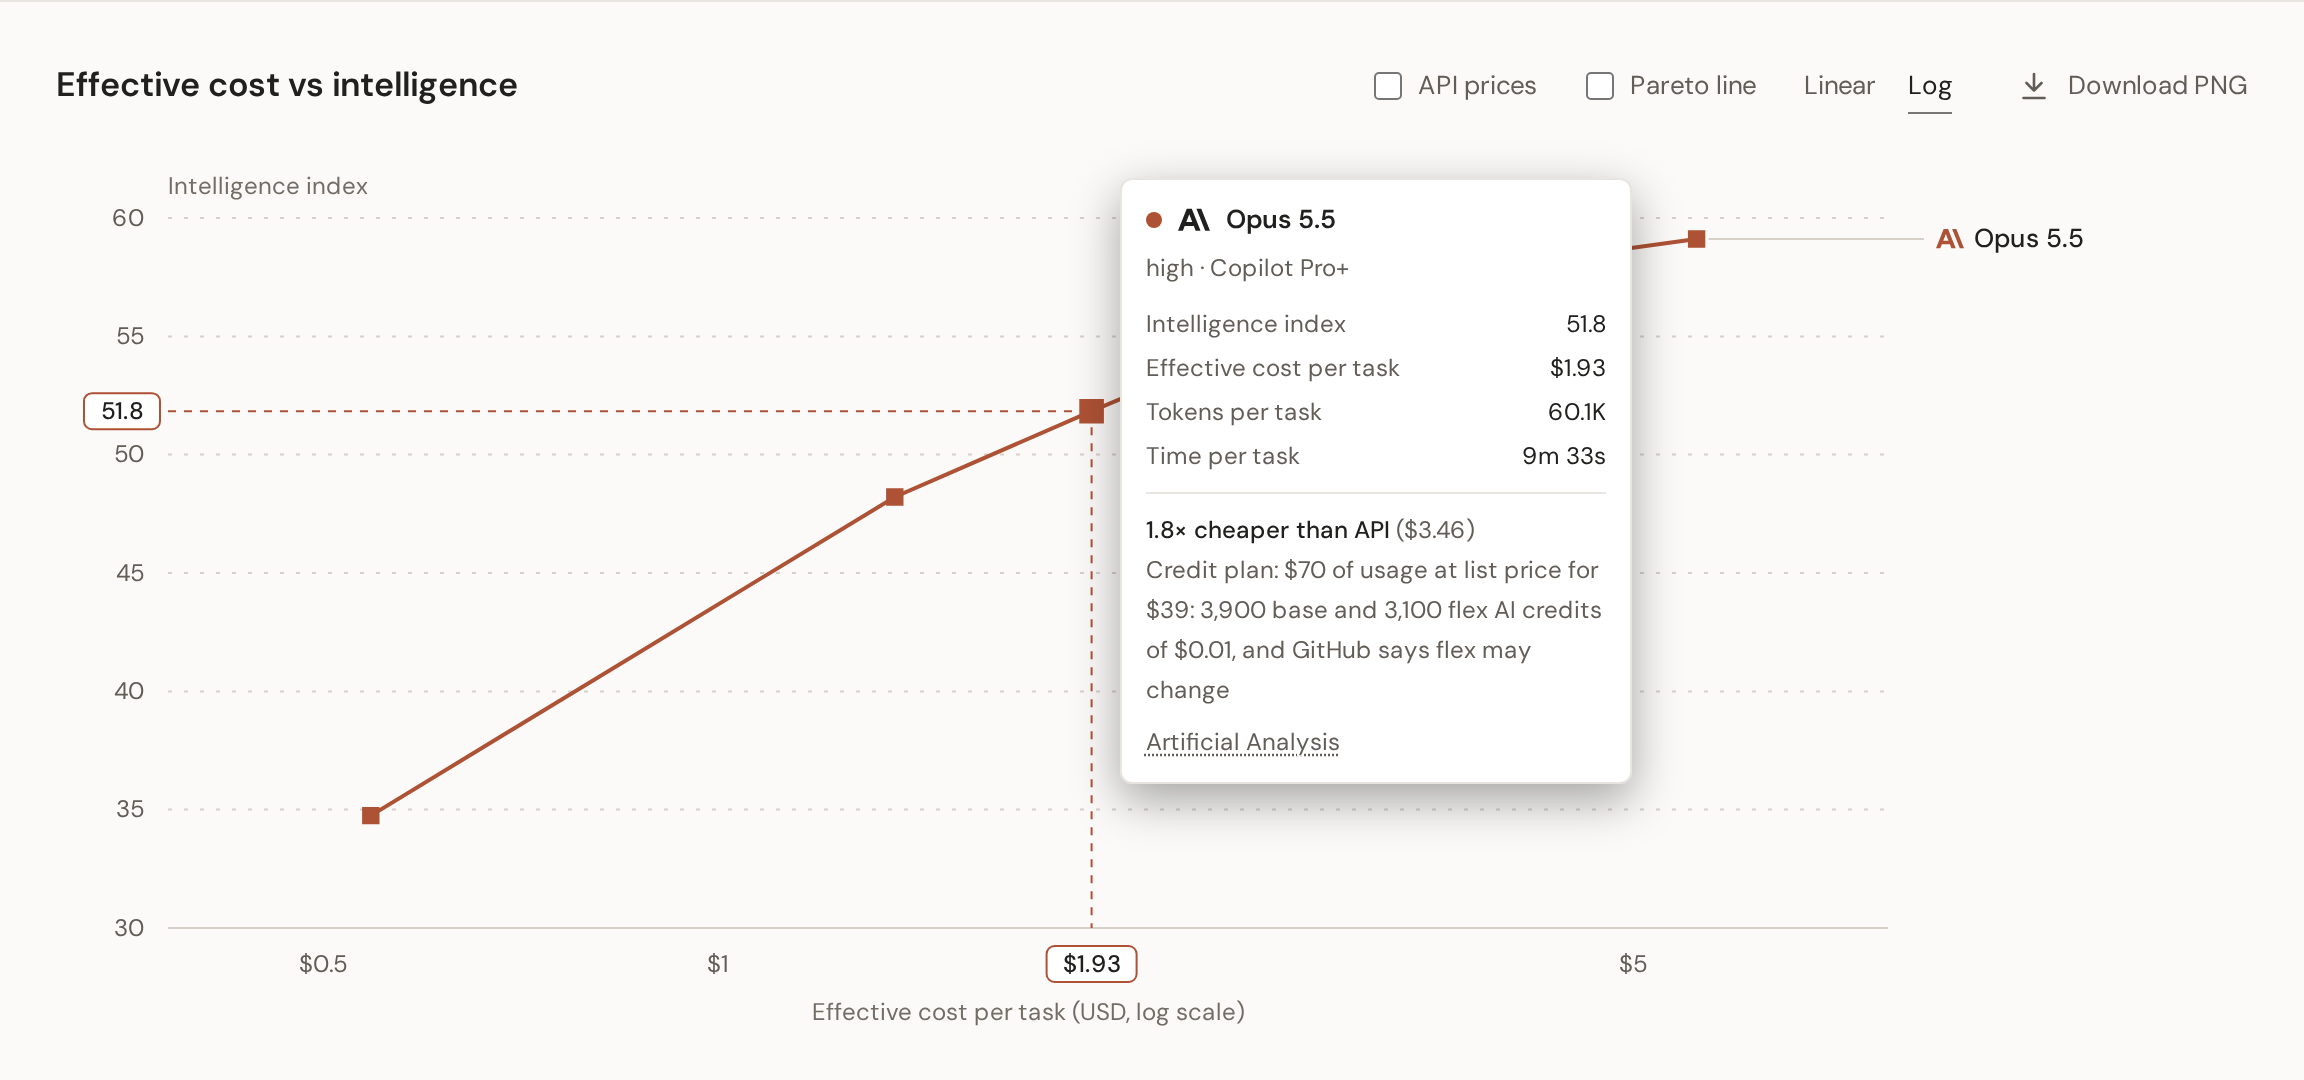 Effective cost vs intelligence
API prices
Pareto line
Linear
Log
Download PNG
Intelligence index
60
55
51.8
50
45
40
35
30
Opus 5.5
high · Copilot Pro+
Intelligence index 51.8
Effective cost per task $1.93
Tokens per task 60.1K
Time per task 9m 33s
1.8× cheaper than API ($3.46)
Credit plan: $70 of usage at list price for
$39: 3,900 base and 3,100 flex AI credits
of $0.01, and GitHub says flex may
change
Artificial Analysis
Opus 5.5
$0.5
$1
$1.93
$5
Effective cost per task (USD, log scale)